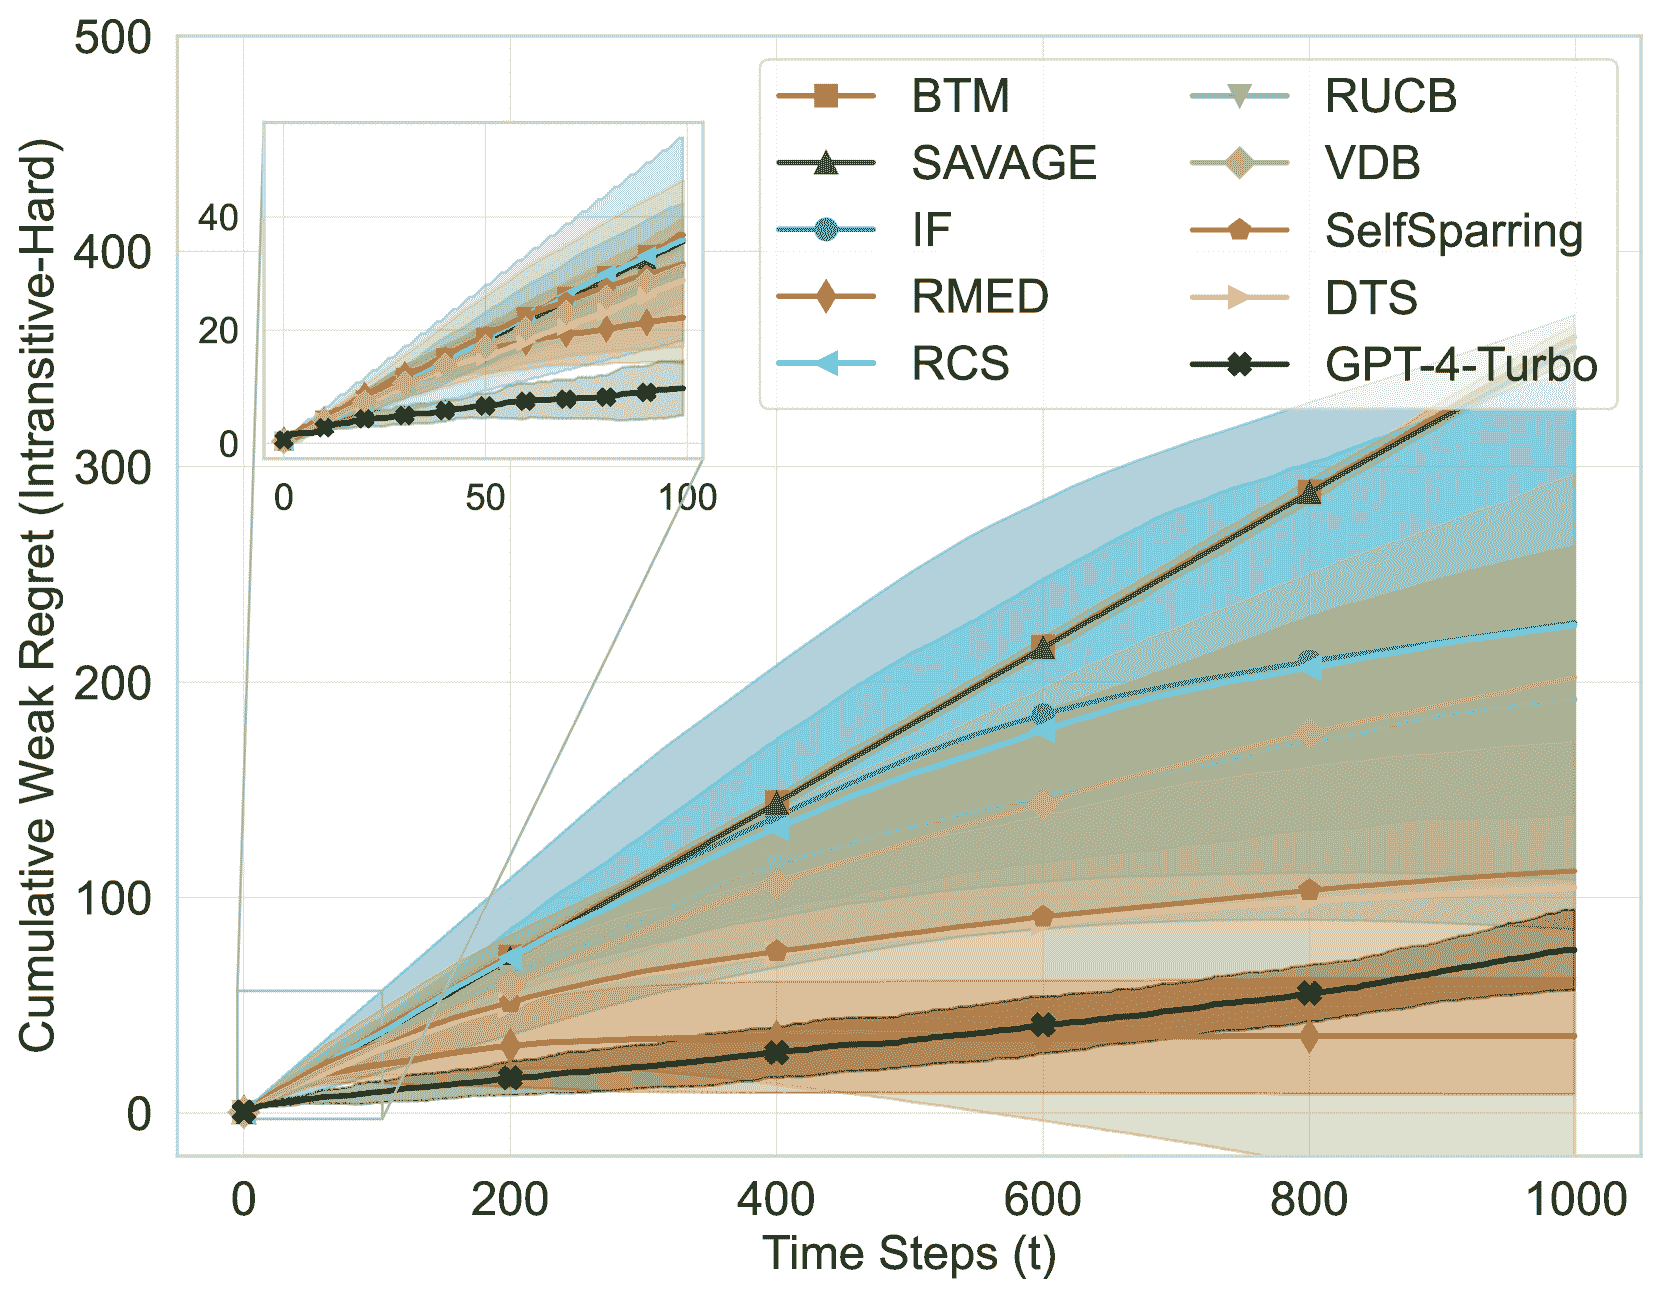 Cumulative Weak Regret (Intransitive-Hard)
500
400
300
200
100
0
40
20
0
0 50 100
BTM RUCB
SAVAGE VDB
IF SelfSparring
RMED DTS
RCS GPT-4-Turbo
0 200 400 600 800 1000
Time Steps (t)